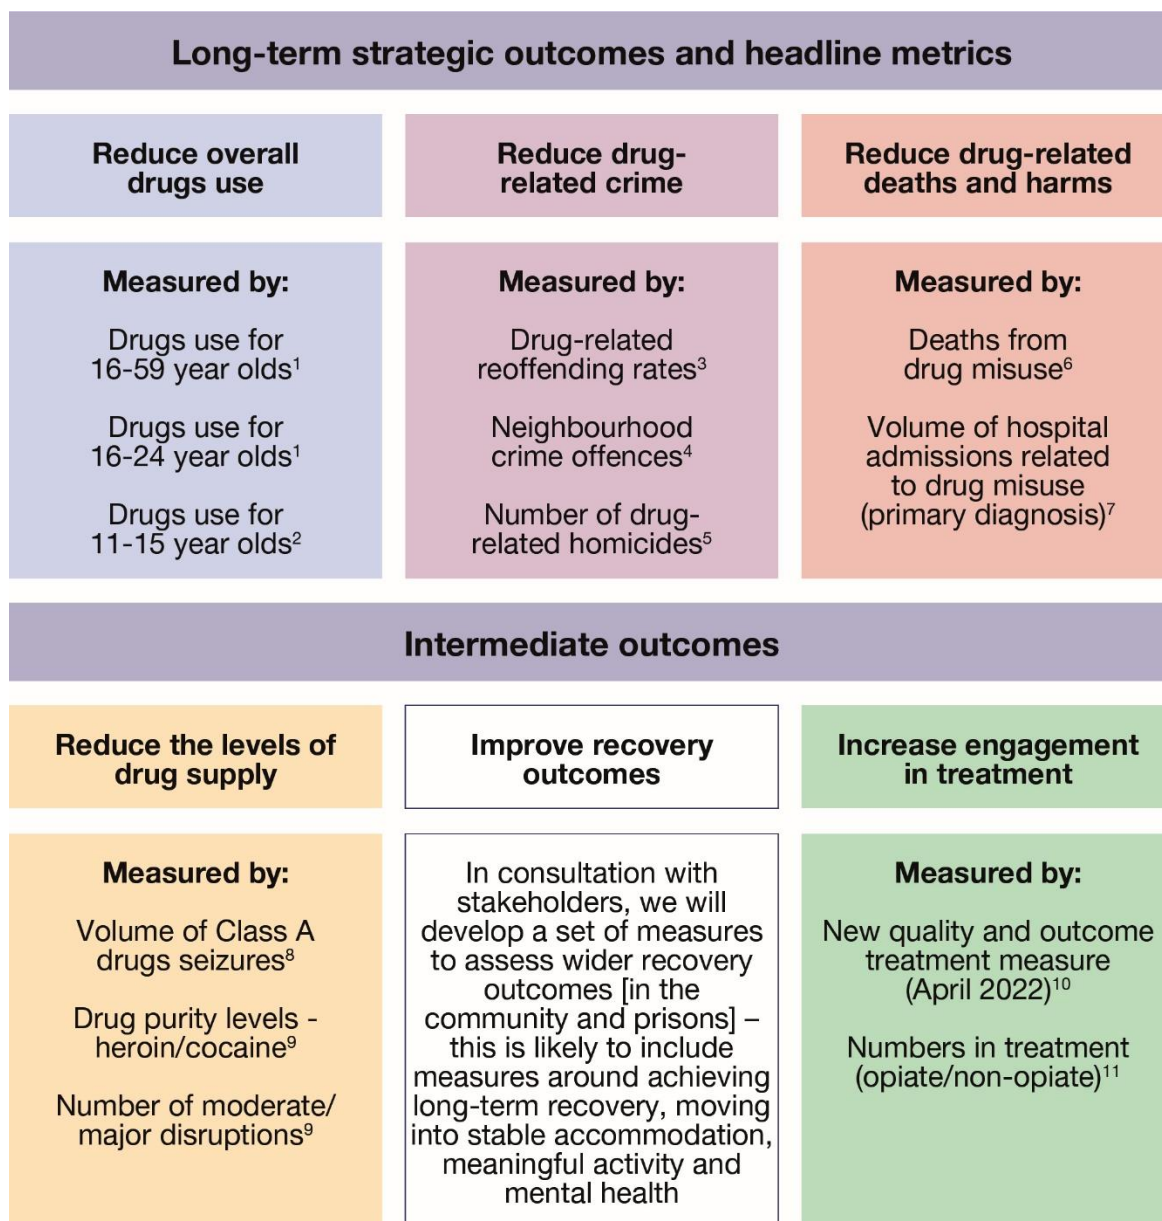 Long-term strategic outcomes and headline metrics
Reduce overall
drugs use
Reduce drug-
related crime
Reduce drug-related
deaths and harms
Measured by:
Drugs use for
16-59 year olds¹
Drugs use for
16-24 year olds¹
Drugs use for
11-15 year olds²
Measured by:
Drug-related
reoffending rates³
Neighbourhood
crime offences⁴
Number of drug-
related homicides⁵
Measured by:
Deaths from
drug misuse⁶
Volume of hospital
admissions related
to drug misuse
(primary diagnosis)⁷
Intermediate outcomes
Reduce the levels of
drug supply
Improve recovery
outcomes
Increase engagement
in treatment
Measured by:
Volume of Class A
drugs seizures⁸
Drug purity levels -
heroin/cocaine⁹
Number of moderate/
major disruptions⁹
In consultation with
stakeholders, we will
develop a set of measures
to assess wider recovery
outcomes [in the
community and prisons] –
this is likely to include
measures around achieving
long-term recovery, moving
into stable accommodation,
meaningful activity and
mental health
Measured by:
New quality and outcome
treatment measure
(April 2022)¹⁰
Numbers in treatment
(opiate/non-opiate)¹¹